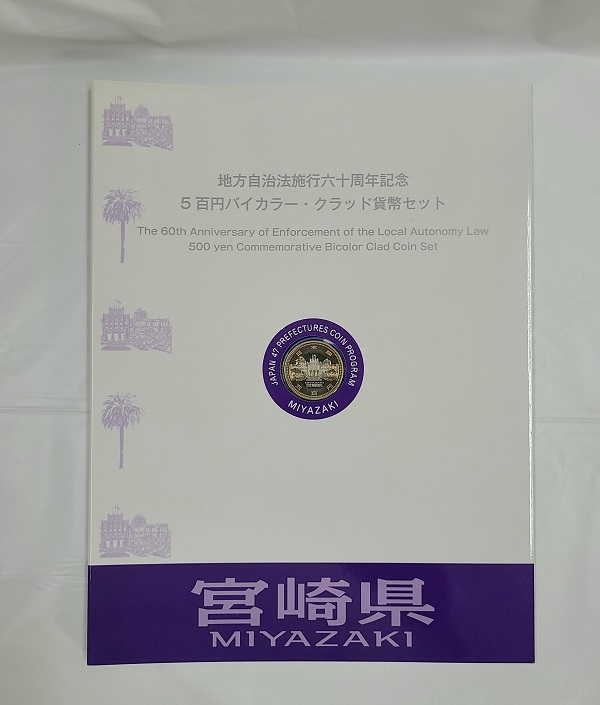 地方自治法施行六十周年記念
5百円バイカラー・クラッド貨幣セット
The 60th Anniversary of Enforcement of the Local Autonomy Law
500 yen Commemorative Bicolor Clad Coin Set
JAPAN 47 PREFECTURES COIN PROGRAM
MIYAZAKI
宮崎県
MIYAZAKI